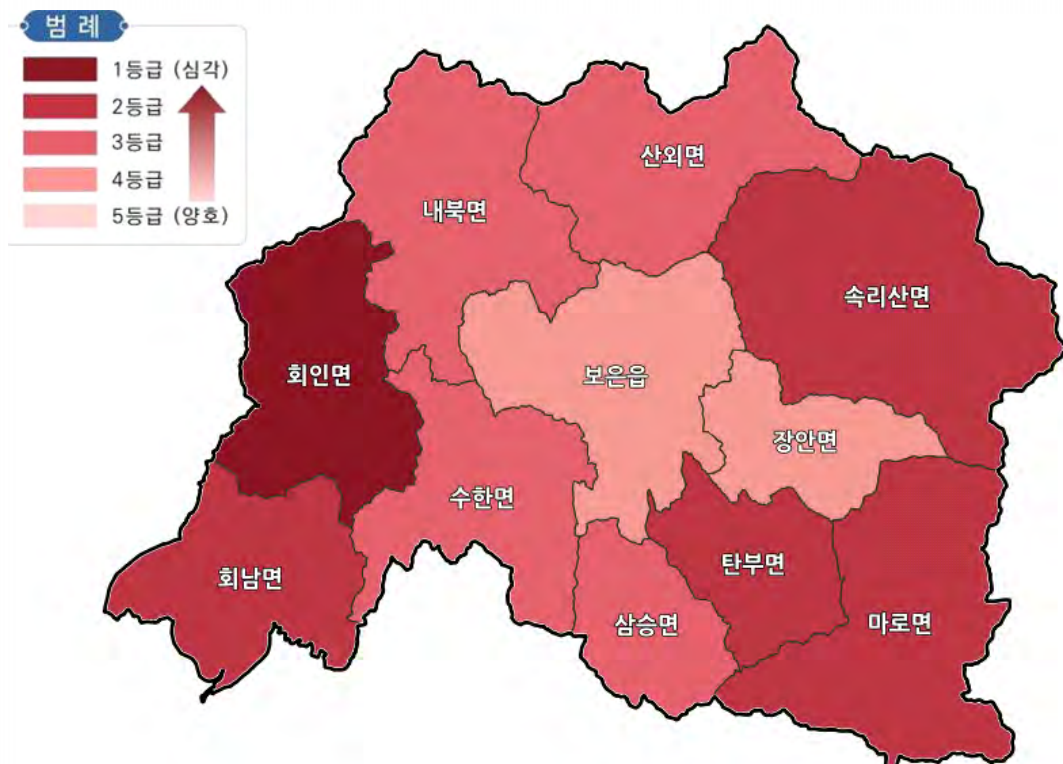 범 례
1등급 (심각)
2등급
3등급
4등급
5등급 (양호)
산외면
내북면
속리산면
회인면
보은읍
장안면
수한면
탄부면
회남면
삼승면
마로면